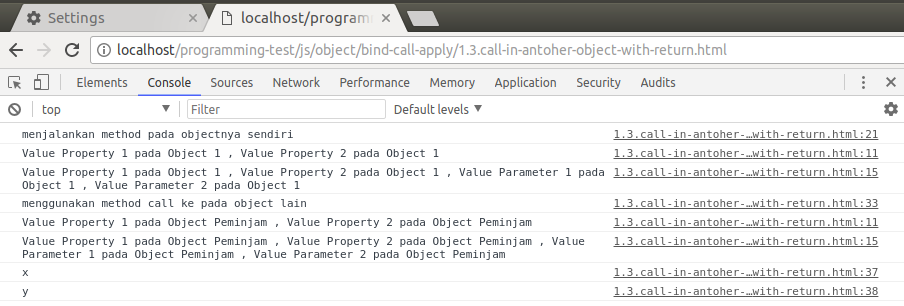 Settings
localhost/programm
localhost/programming-test/js/object/bind-call-apply/1.3.call-in-antoher-object-with-return.html
Elements Console Sources Network Performance Memory Application Security Audits
top Filter Default levels
menjalankan method pada objectnya sendiri 1.3.call-in-antoher-…with-return.html:21
Value Property 1 pada Object 1 , Value Property 2 pada Object 1 1.3.call-in-antoher-…with-return.html:11
Value Property 1 pada Object 1 , Value Property 2 pada Object 1 , Value Parameter 1 pada 1.3.call-in-antoher-…with-return.html:15
Object 1 , Value Parameter 2 pada Object 1
menggunakan method call ke pada object lain 1.3.call-in-antoher-…with-return.html:33
Value Property 1 pada Object Peminjam , Value Property 2 pada Object Peminjam 1.3.call-in-antoher-…with-return.html:11
Value Property 1 pada Object Peminjam , Value Property 2 pada Object Peminjam , Value 1.3.call-in-antoher-…with-return.html:15
Parameter 1 pada Object Peminjam , Value Parameter 2 pada Object Peminjam
x 1.3.call-in-antoher-…with-return.html:37
y 1.3.call-in-antoher-…with-return.html:38